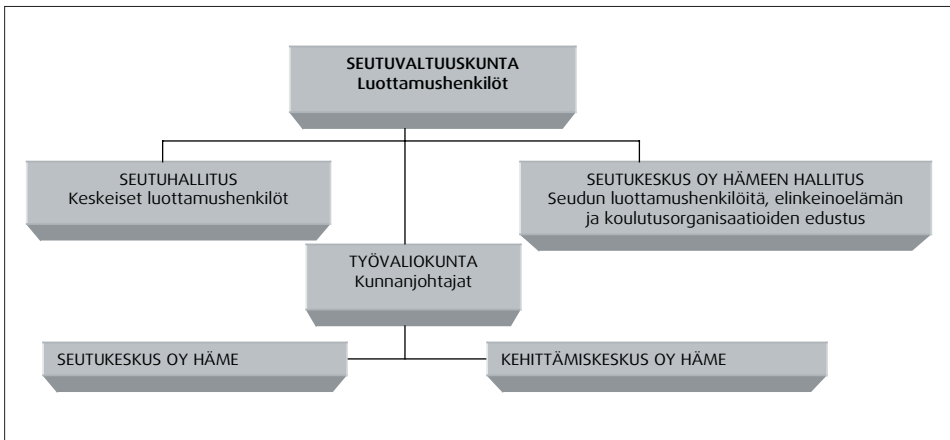 SEUTUVALTUUSKUNTA
Luottamushenkilöt
SEUTUHALLITUS
Keskeiset luottamushenkilöt
SEUTUKESKUS OY HÄMEEN HALLITUS
Seudun luottamushenkilöitä, elinkeinoelämän
ja koulutusorganisaatioiden edustus
TYÖVALIOKUNTA
Kunnanjohtajat
SEUTUKESKUS OY HÄME
KEHITTÄMISKESKUS OY HÄME